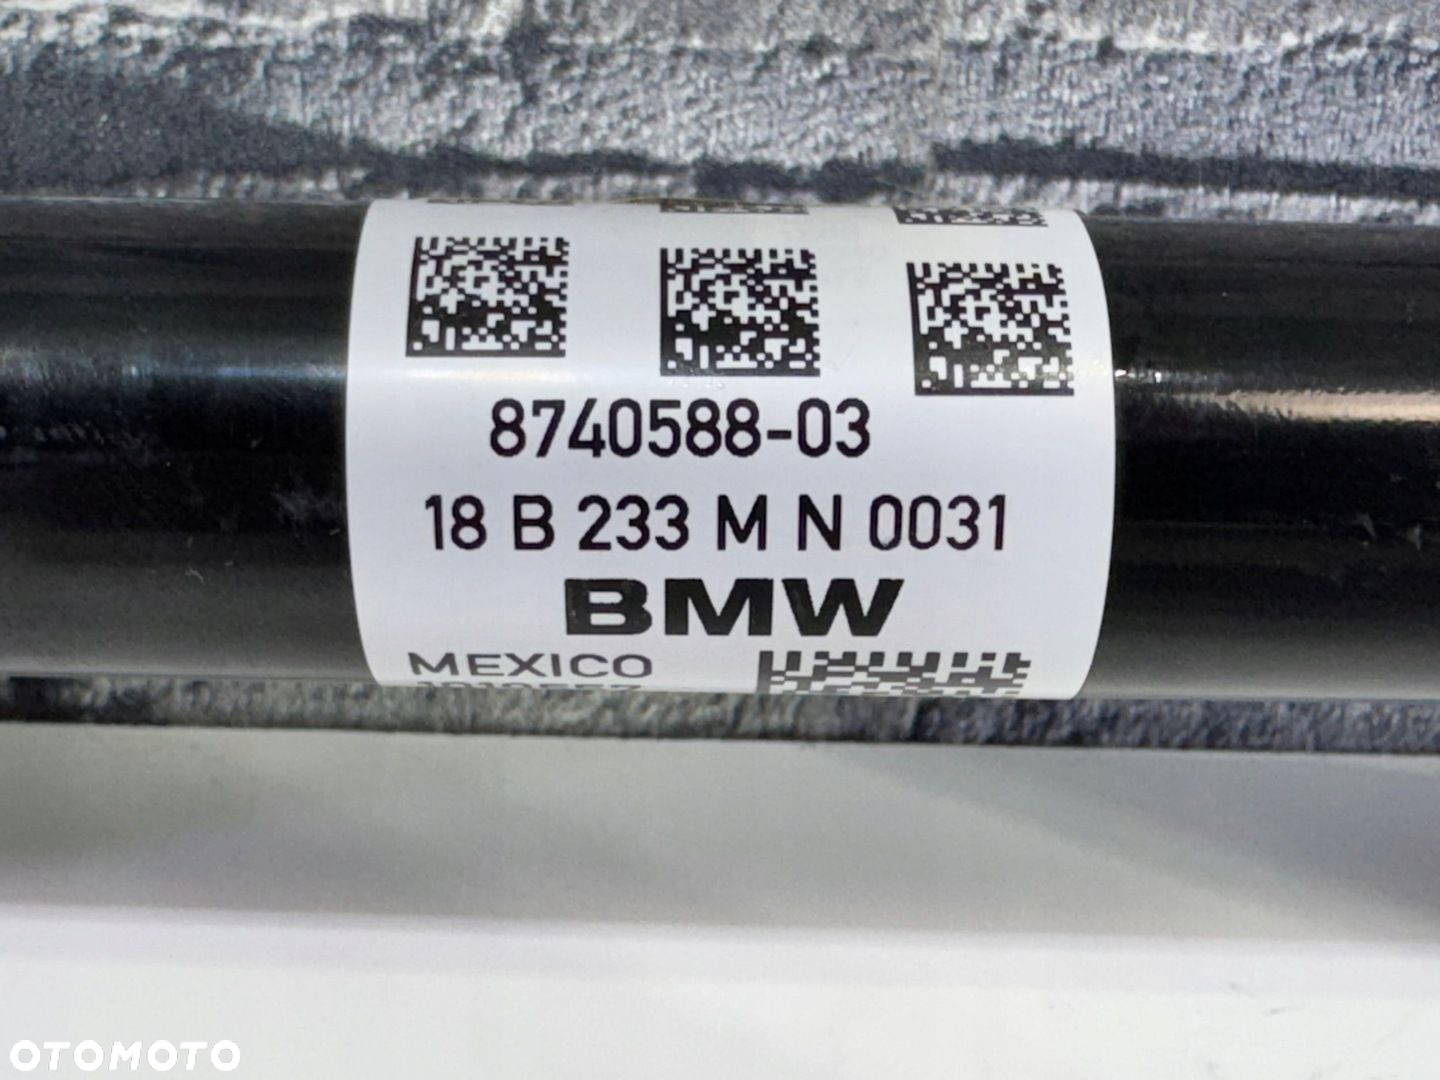 8740588-03
18 B 233 M N 0031
BMW
MEXICO
OTOMOTO